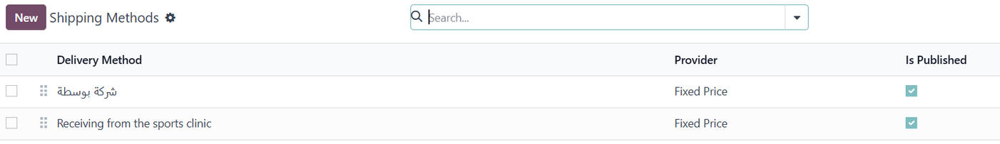 New Shipping Methods Search...
Delivery Method Provider Is Published
شركة بوسطة Fixed Price
Receiving from the sports clinic Fixed Price